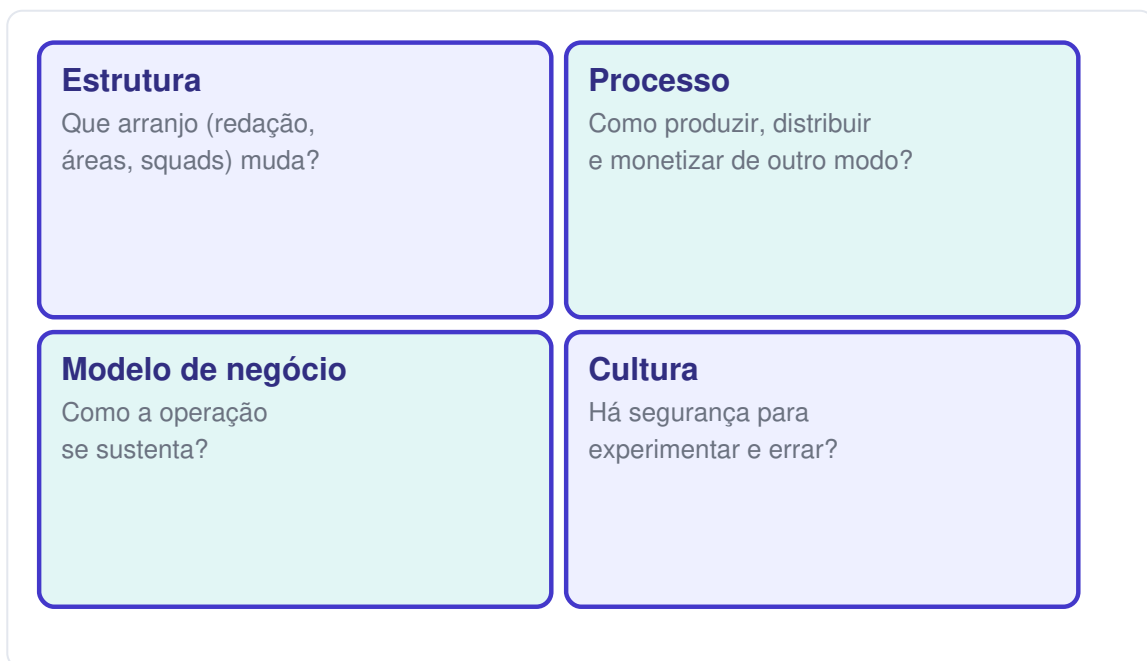 Estrutura
Que arranjo (redação,
áreas, squads) muda?
Processo
Como produzir, distribuir
e monetizar de outro modo?
Modelo de negócio
Como a operação
se sustenta?
Cultura
Há segurança para
experimentar e errar?